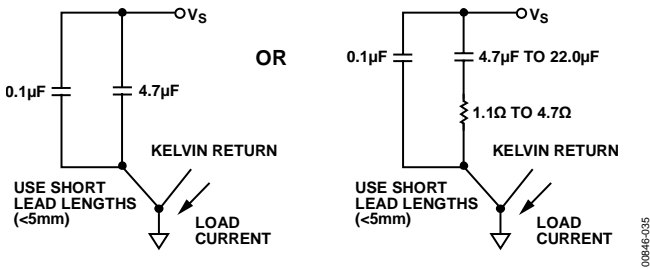 VS
0.1µF
4.7µF
KELVIN RETURN
USE SHORT
LEAD LENGTHS
(<5mm)
LOAD
CURRENT
OR
VS
0.1µF
4.7µF TO 22.0µF
1.1Ω TO 4.7Ω
KELVIN RETURN
USE SHORT
LEAD LENGTHS
(<5mm)
LOAD
CURRENT
00846-035